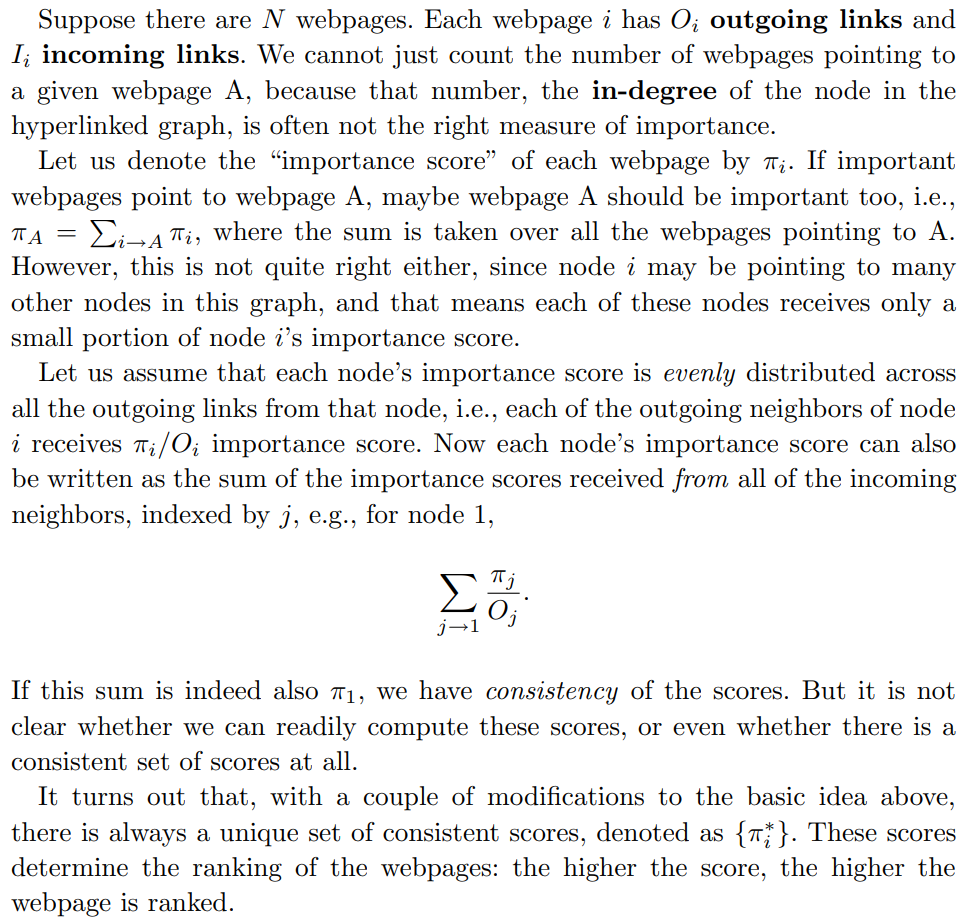 Suppose there are N webpages. Each webpage i has O_i outgoing links and
I_i incoming links. We cannot just count the number of webpages pointing to
a given webpage A, because that number, the in-degree of the node in the
hyperlinked graph, is often not the right measure of importance.
Let us denote the “importance score” of each webpage by π_i. If important
webpages point to webpage A, maybe webpage A should be important too, i.e.,
π_A = ∑_{i→A} π_i, where the sum is taken over all the webpages pointing to A.
However, this is not quite right either, since node i may be pointing to many
other nodes in this graph, and that means each of these nodes receives only a
small portion of node i’s importance score.
Let us assume that each node’s importance score is evenly distributed across
all the outgoing links from that node, i.e., each of the outgoing neighbors of node
i receives π_i/O_i importance score. Now each node’s importance score can also
be written as the sum of the importance scores received from all of the incoming
neighbors, indexed by j, e.g., for node 1,
∑_{j→1} π_j/O_j.
If this sum is indeed also π_1, we have consistency of the scores. But it is not
clear whether we can readily compute these scores, or even whether there is a
consistent set of scores at all.
It turns out that, with a couple of modifications to the basic idea above,
there is always a unique set of consistent scores, denoted as {π_i^*}. These scores
determine the ranking of the webpages: the higher the score, the higher the
webpage is ranked.